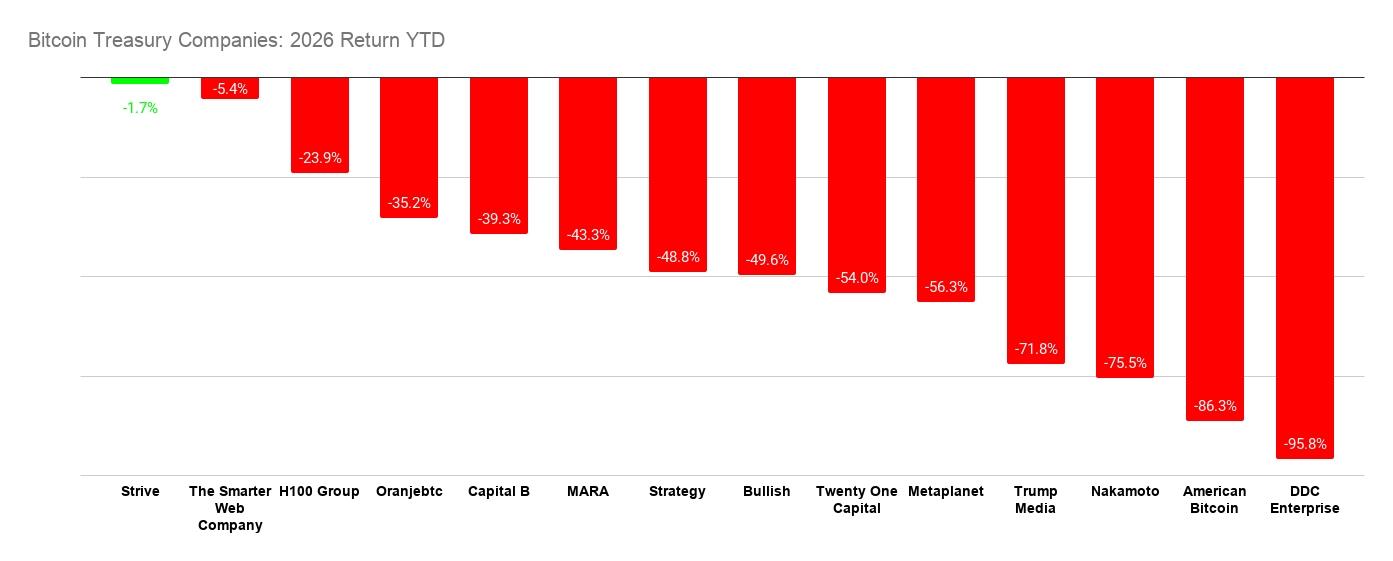 Bitcoin Treasury Companies: 2026 Return YTD
-1.7%
-5.4%
-23.9%
-35.2%
-39.3%
-43.3%
-48.8%
-49.6%
-54.0%
-56.3%
-71.8%
-75.5%
-86.3%
-95.8%
Strive
The Smarter
Web
Company
H100 Group
Oranjebtc
Capital B
MARA
Strategy
Bullish
Twenty One
Capital
Metaplanet
Trump
Media
Nakamoto
American
Bitcoin
DDC
Enterprise